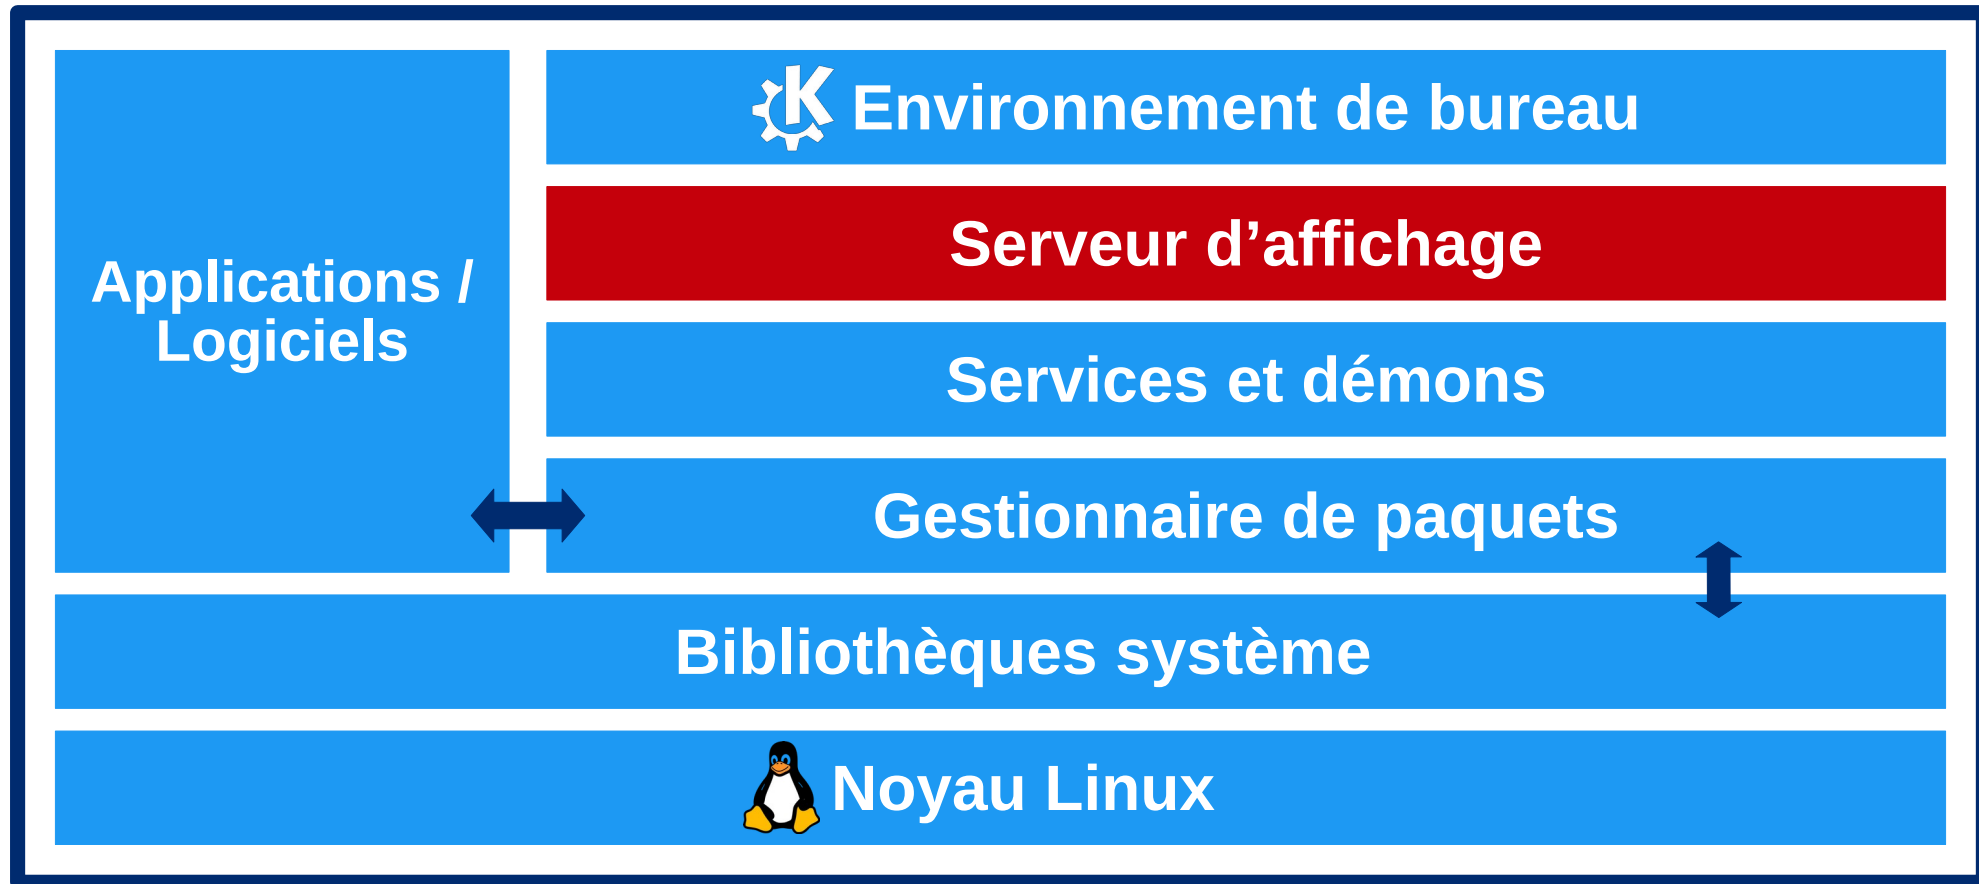 Applications /
Logiciels
Environnement de bureau
Serveur d’affichage
Services et démons
Gestionnaire de paquets
Bibliothèques système
Noyau Linux